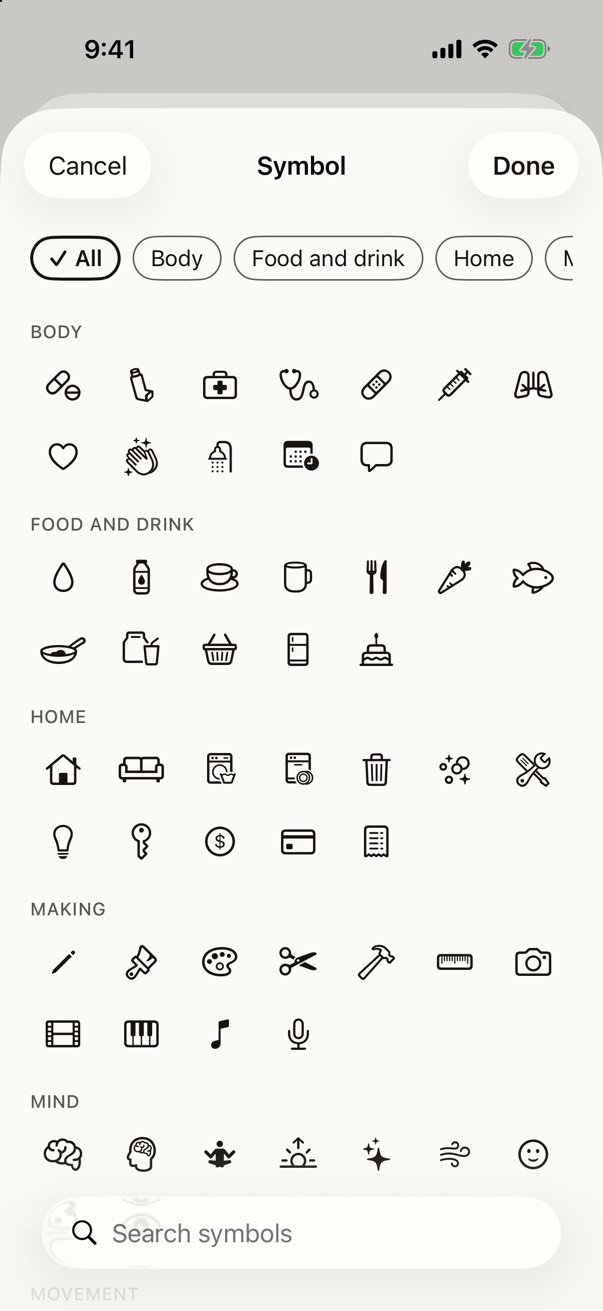 9:41
Cancel
Symbol
Done
All
Body
Food and drink
Home
BODY
FOOD AND DRINK
HOME
$
MAKING
MIND
Search symbols
MOVEMENT